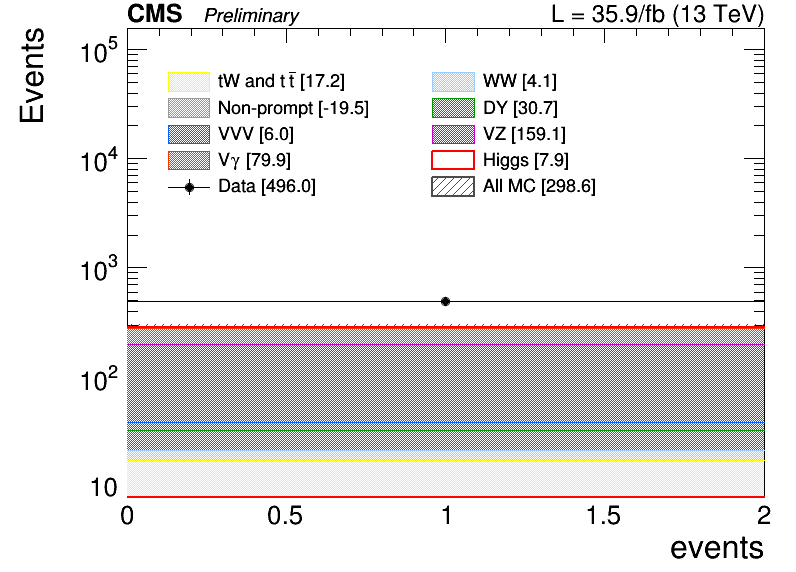 CMS Preliminary L = 35.9/fb (13 TeV)
Events
10⁵
10⁴
10³
10²
10
tW and tt̅ [17.2]
Non-prompt [-19.5]
VVV [6.0]
Vγ [79.9]
Data [496.0]
WW [4.1]
DY [30.7]
VZ [159.1]
Higgs [7.9]
All MC [298.6]
0 0.5 1 1.5 2
events